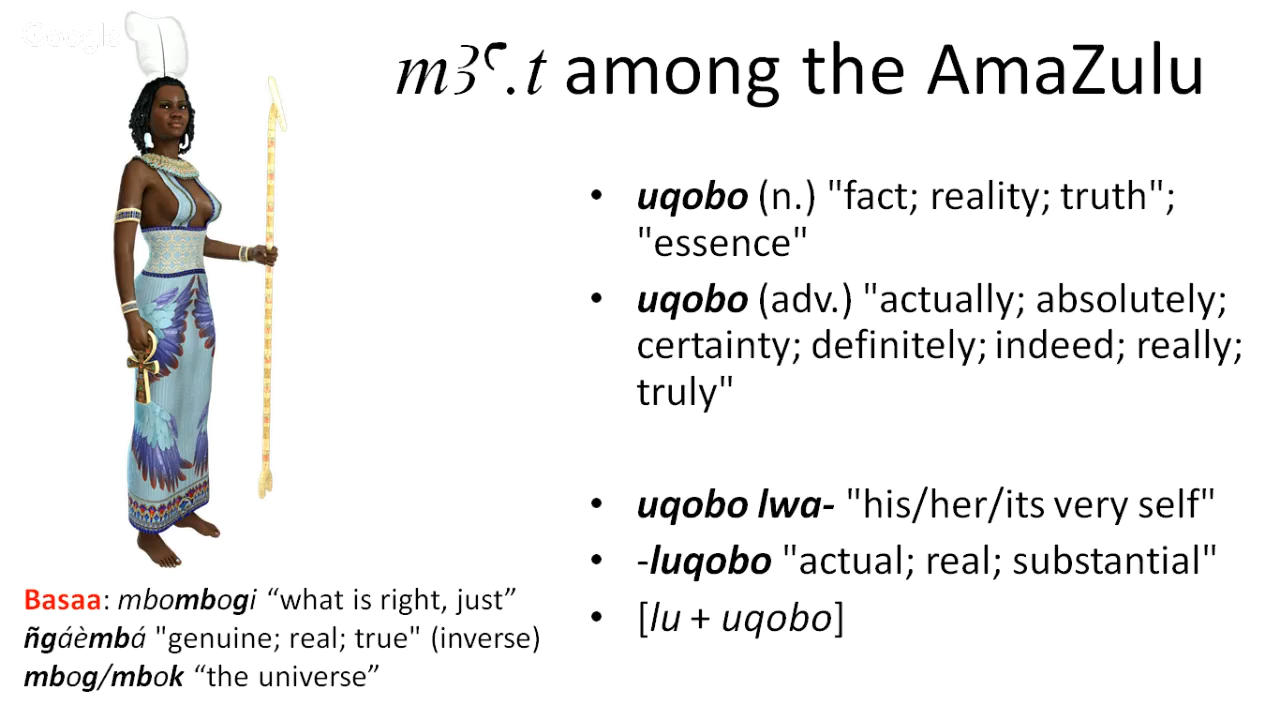 Google
mꜣꜥ.t among the AmaZulu
• uqobo (n.) "fact; reality; truth";
"essence"
• uqobo (adv.) "actually; absolutely;
certainty; definitely; indeed; really;
truly"
• uqobo lwa- "his/her/its very self"
• -luqobo "actual; real; substantial"
• [lu + uqobo]
Basaa: mbombogi “what is right, just”
ñgáèmbá "genuine; real; true" (inverse)
mbog/mbok “the universe”